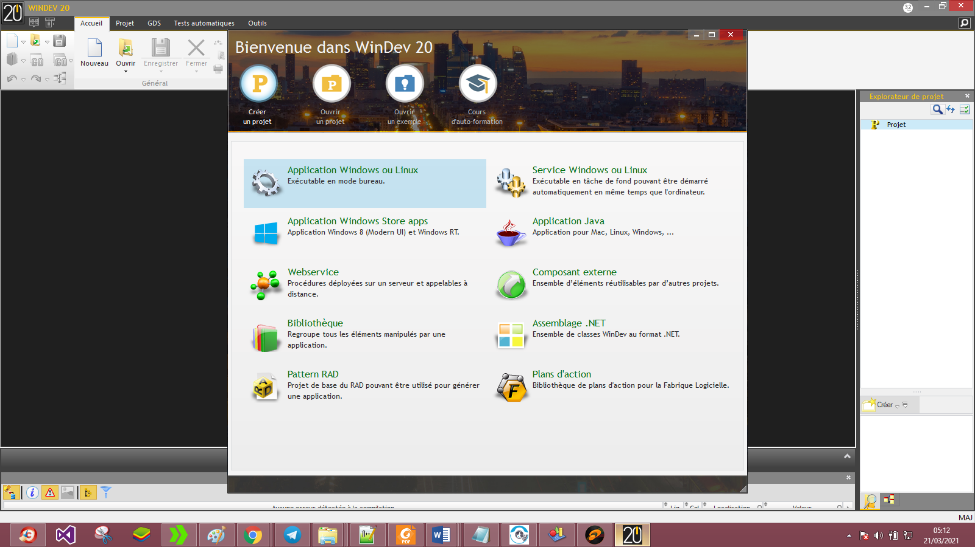 20
WINDEV 20
Accueil
Projet
GDS
Tests automatiques
Outils
Nouveau
Ouvrir
Enregistrer
Fermer
Général
Bienvenue dans WinDev 20
Créer
un projet
Ouvrir
un projet
Ouvrir
un exemple
Cours
d'auto-formation
Application Windows ou Linux
Exécutable en mode bureau.
Service Windows ou Linux
Exécutable en tâche de fond pouvant être démarré
automatiquement en même temps que l'ordinateur.
Application Windows Store apps
Application Windows 8 (Modern UI) et Windows RT.
Application Java
Application pour Mac, Linux, Windows, ...
Webservice
Procédures déployées sur un serveur et appelables à
distance.
Composant externe
Ensemble d'éléments réutilisables par d'autres projets.
Bibliothèque
Regroupe tous les éléments manipulés par une
application.
Assemblage .NET
Ensemble de classes WinDev au format .NET.
Pattern RAD
Projet de base du RAD pouvant être utilisé pour générer
une application.
Plans d'action
Bibliothèque de plans d'action pour la Fabrique Logicielle.
Explorateur de projet
Projet
Créer
MAJ
05:12
21/03/2021
20